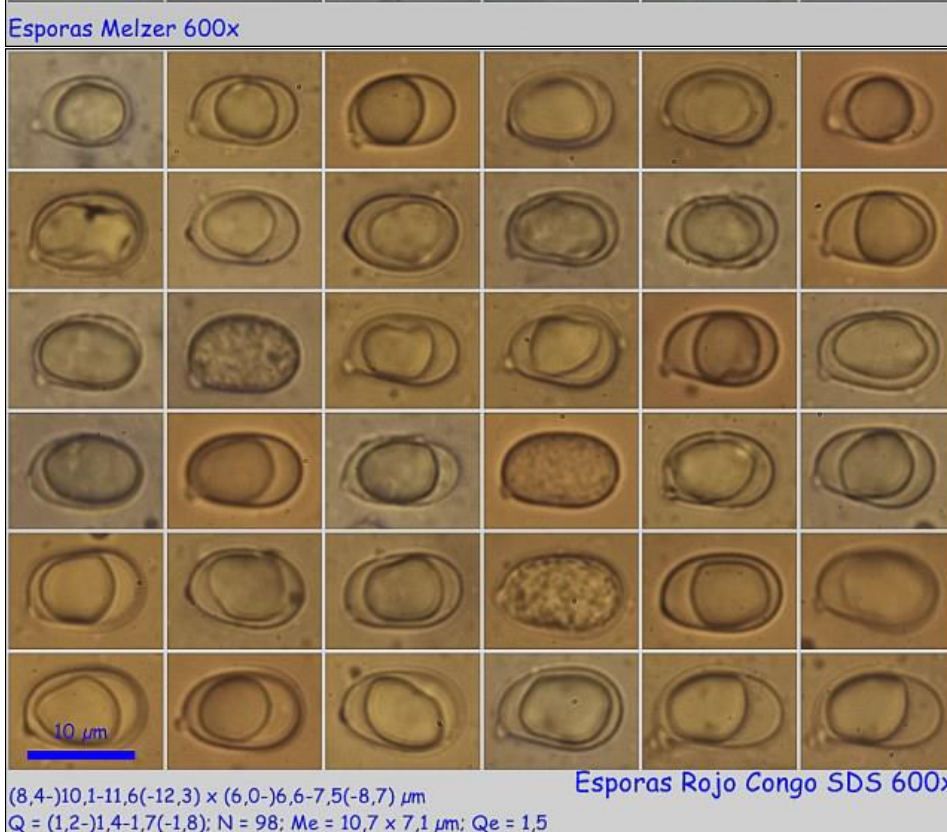 Esporas Melzer 600x
10 µm
Esporas Rojo Congo SDS 600x
(8,4-)10,1-11,6(-12,3) x (6,0-)6,6-7,5(-8,7) µm
Q = (1,2-)1,4-1,7(-1,8); N = 98; Me = 10,7 x 7,1 µm; Qe = 1,5